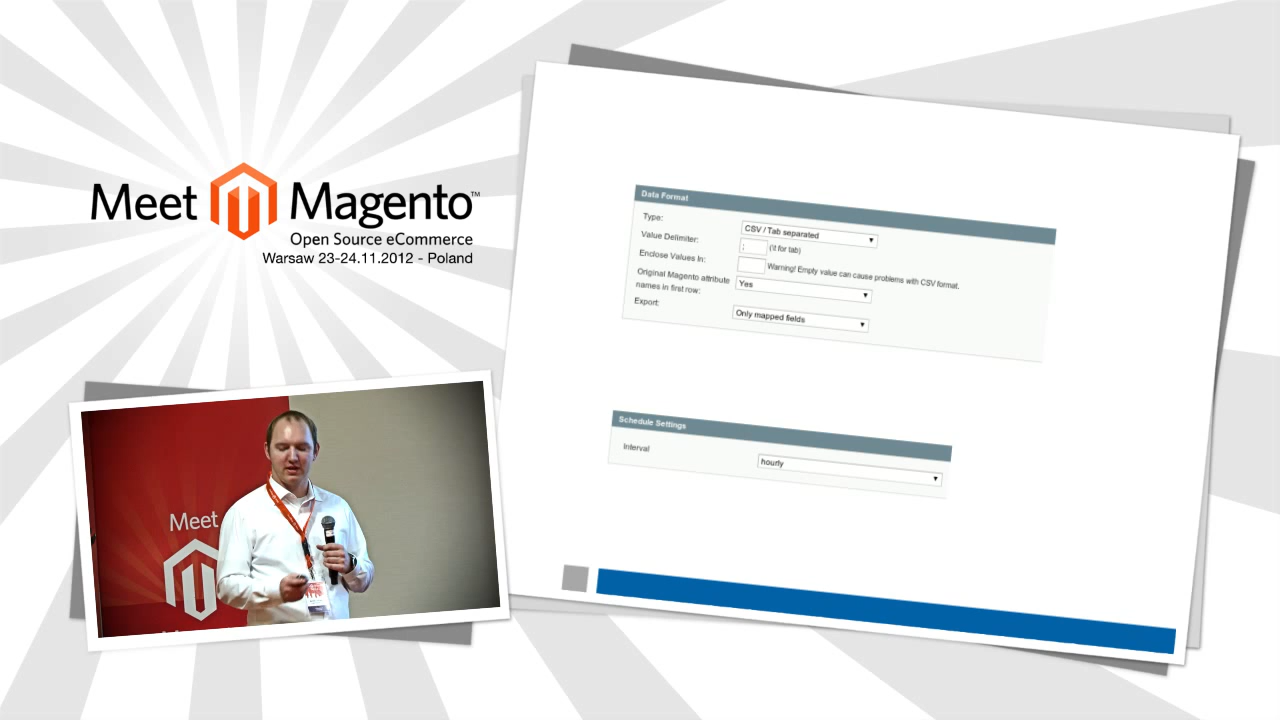 Meet Magento™
Open Source eCommerce
Warsaw 23-24.11.2012 - Poland
Data Format
Type:
CSV / Tab separated
Value Delimiter:
; (\t for tab)
Enclose Values In:
Warning! Empty value can cause problems with CSV format.
Original Magento attribute
names in first row:
Yes
Export:
Only mapped fields
Schedule Settings
Interval
hourly
Meet